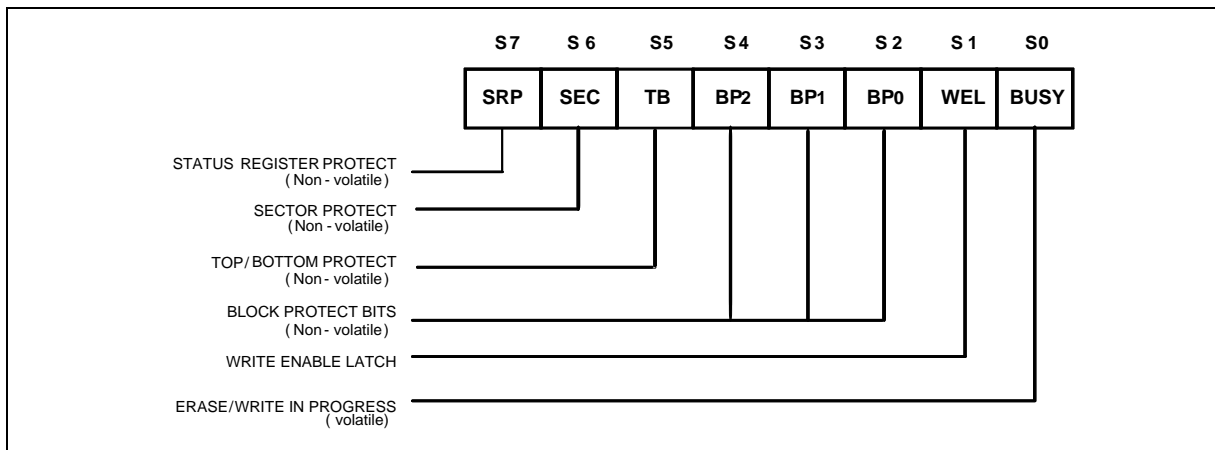 S7 S 6 S5 S4 S3 S 2 S 1 S0
SRP SEC TB BP2 BP1 BP0 WEL BUSY
STATUS REGISTER PROTECT
( Non - volatile)
SECTOR PROTECT
(Non - volatile)
TOP/BOTTOM PROTECT
( Non - volatile)
BLOCK PROTECT BITS
( Non - volatile)
WRITE ENABLE LATCH
ERASE/WRITE IN PROGRESS
( volatile)